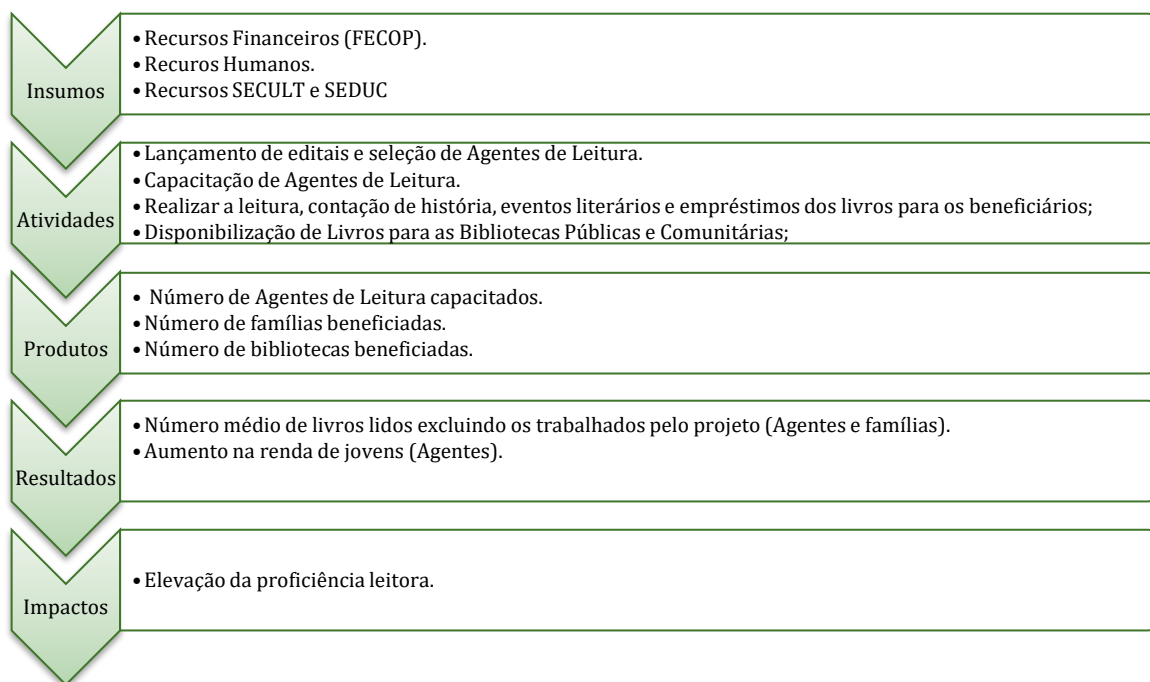 Insumos
•Recursos Financeiros (FECOP).
•Recuros Humanos.
•Recursos SECULT e SEDUC
Atividades
•Lançamento de editais e seleção de Agentes de Leitura.
•Capacitação de Agentes de Leitura.
•Realizar a leitura, contação de história, eventos literários e empréstimos dos livros para os beneficiários;
•Disponibilização de Livros para as Bibliotecas Públicas e Comunitárias;
Produtos
• Número de Agentes de Leitura capacitados.
•Número de famílias beneficiadas.
•Número de bibliotecas beneficiadas.
Resultados
•Número médio de livros lidos excluindo os trabalhados pelo projeto (Agentes e famílias).
•Aumento na renda de jovens (Agentes).
Impactos
•Elevação da proficiência leitora.